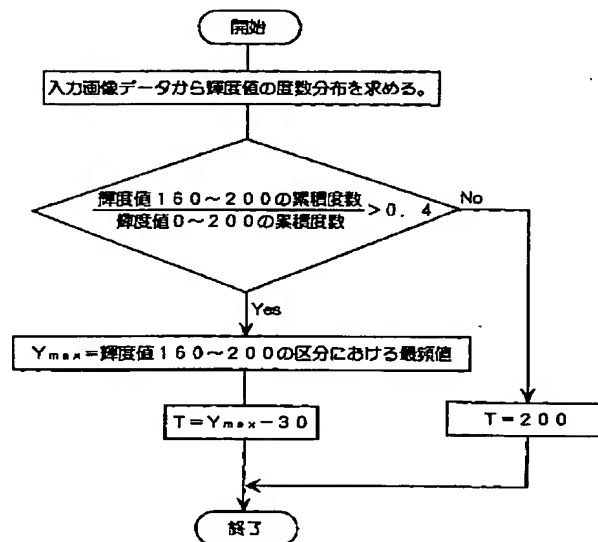 開始
入力画像データから輝度値の度数分布を求める。
輝度値160~200の累積度数
輝度値0~200の累積度数
>0.4
No
Yes
Ymax=輝度値160~200の区分における最頻値
T=Ymax-30
T=200
終了